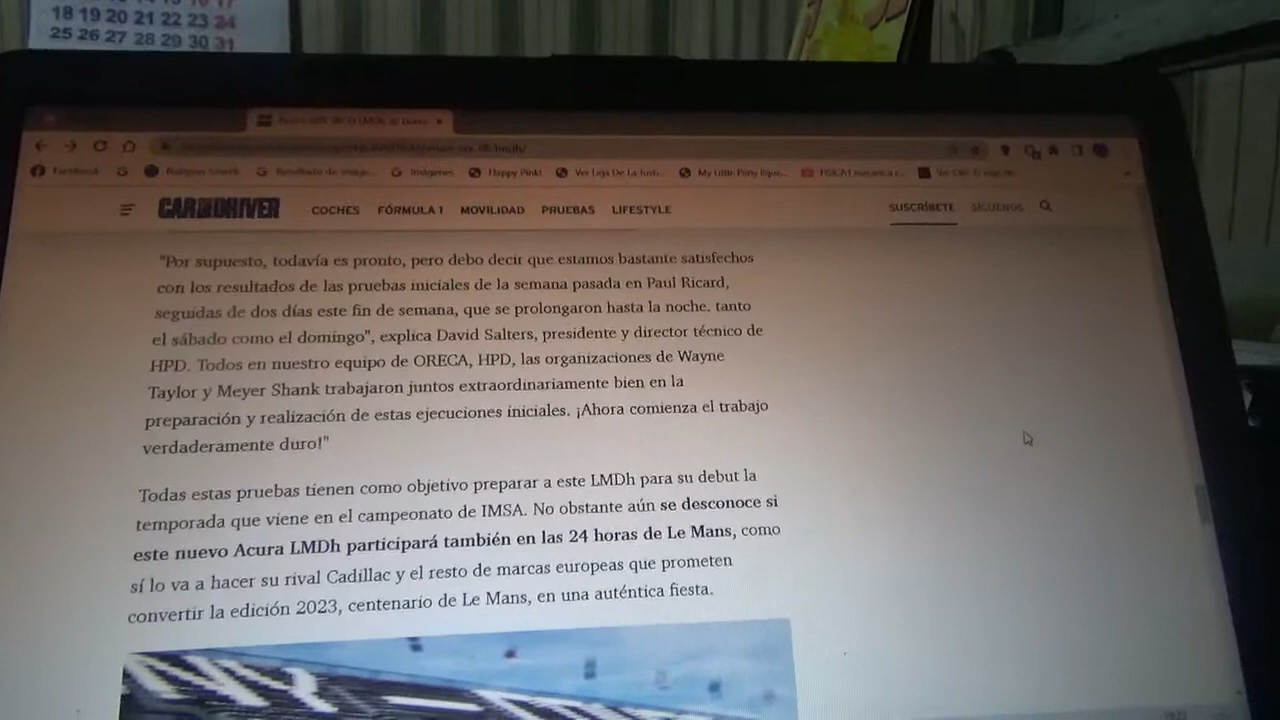 16 17
18 19 20 21 22 23 24
25 26 27 28 29 30 31
Facebook
Imágenes
Happy Pink!
Ver Liga De La Justi...
My Little Pony Eque...
CAR AND DRIVER
COCHES FÓRMULA 1 MOVILIDAD PRUEBAS LIFESTYLE
SUSCRÍBETE SÍGUENOS
"Por supuesto, todavía es pronto, pero debo decir que estamos bastante satisfechos
con los resultados de las pruebas iniciales de la semana pasada en Paul Ricard,
seguidas de dos días este fin de semana, que se prolongaron hasta la noche, tanto
el sábado como el domingo", explica David Salters, presidente y director técnico de
HPD. Todos en nuestro equipo de ORECA, HPD, las organizaciones de Wayne
Taylor y Meyer Shank trabajaron juntos extraordinariamente bien en la
preparación y realización de estas ejecuciones iniciales. ¡Ahora comienza el trabajo
verdaderamente duro!"
Todas estas pruebas tienen como objetivo preparar a este LMDh para su debut la
temporada que viene en el campeonato de IMSA. No obstante aún se desconoce si
este nuevo Acura LMDh participará también en las 24 horas de Le Mans, como
sí lo va a hacer su rival Cadillac y el resto de marcas europeas que prometen
convertir la edición 2023, centenario de Le Mans, en una auténtica fiesta.